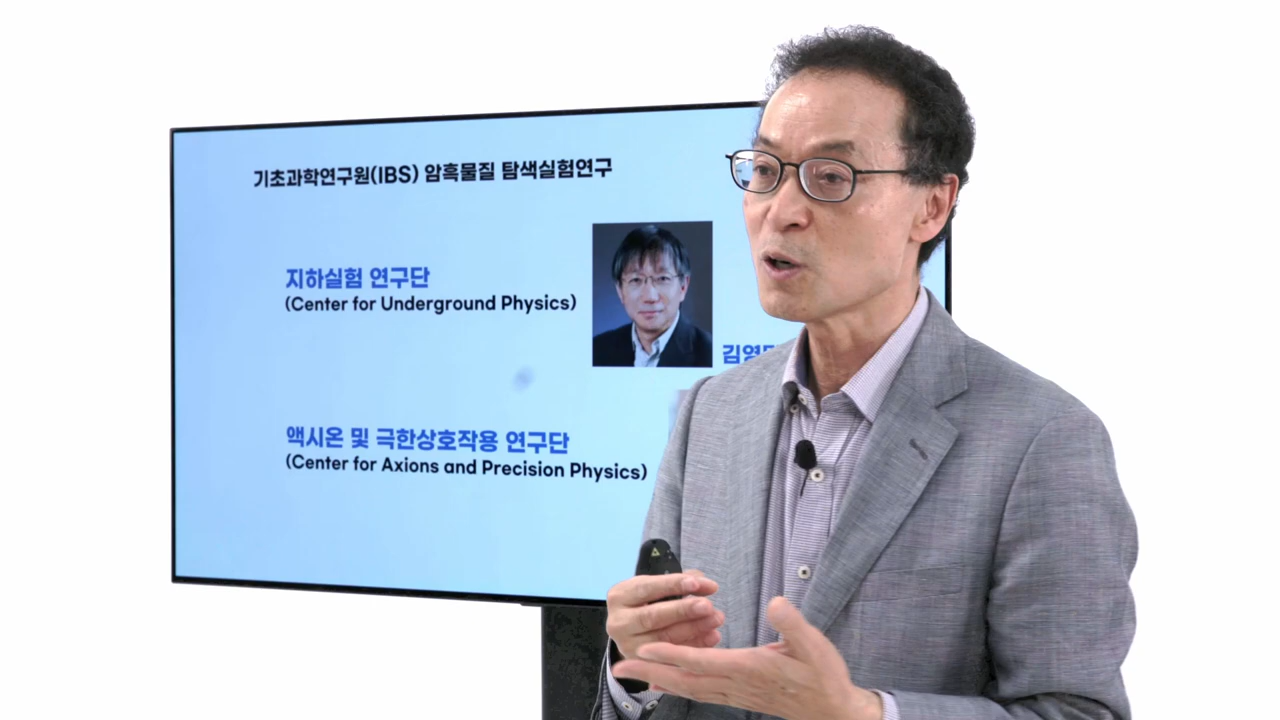 기초과학연구원(IBS) 암흑물질 탐색실험연구
지하실험 연구단
(Center for Underground Physics)
액시온 및 극한상호작용 연구단
(Center for Axions and Precision Physics)